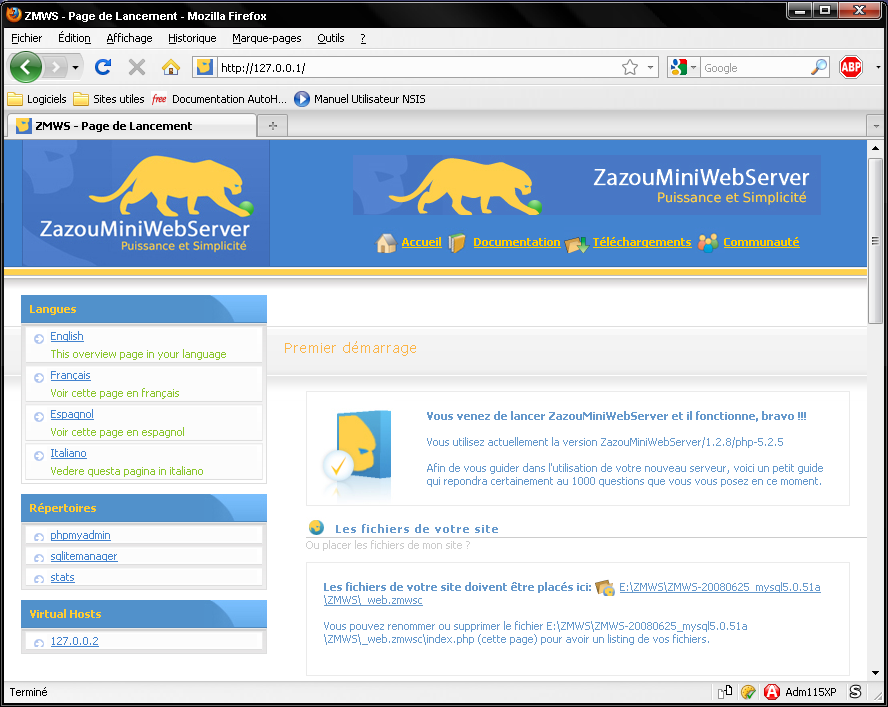 ZMWS - Page de Lancement - Mozilla Firefox
Fichier Édition Affichage Historique Marque-pages Outils ?
http://127.0.0.1/ Google ABP
Logiciels Sites utiles free Documentation AutoH... Manuel Utilisateur NSIS
ZMWS - Page de Lancement
ZazouMiniWebServer
Puissance et Simplicité
ZazouMiniWebServer
Puissance et Simplicité
Accueil Documentation Téléchargements Communauté
Langues
English
This overview page in your language
Français
Voir cette page en français
Espagnol
Voir cette page en espagnol
Italiano
Vedere questa pagina in italiano
Répertoires
phpmyadmin
sqlitemanager
stats
Virtual Hosts
127.0.0.2
Premier démarrage
Vous venez de lancer ZazouMiniWebServer et il fonctionne, bravo !!!
Vous utilisez actuellement la version ZazouMiniWebServer/1.2.8/php-5.2.5
Afin de vous guider dans l'utilisation de votre nouveau serveur, voici un petit guide
qui repondra certainement au 1000 questions que vous vous posez en ce moment.
Les fichiers de votre site
Ou placer les fichiers de mon site ?
Les fichiers de votre site doivent être placés ici: E:\ZMWS\ZMWS-20080625_mysql5.0.51a
\ZMWS\_web.zmwsc
Vous pouvez renommer ou supprimer le fichier E:\ZMWS\ZMWS-20080625_mysql5.0.51a
\ZMWS\_web.zmwsc\index.php (cette page) pour avoir un listing de vos fichiers.
Terminé Adm115XP